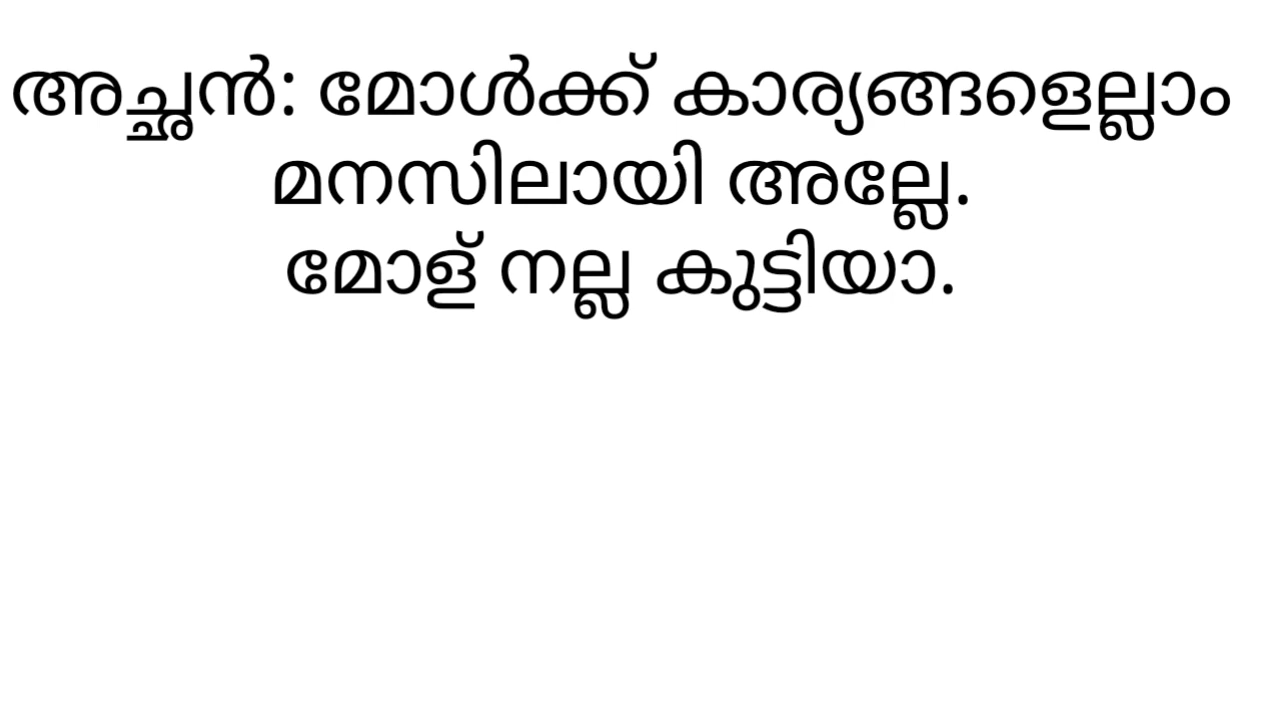 അച്ഛൻ: മോൾക്ക് കാര്യങ്ങളെല്ലാം
മനസിലായി അല്ലേ.
മോള് നല്ല കുട്ടിയാ.